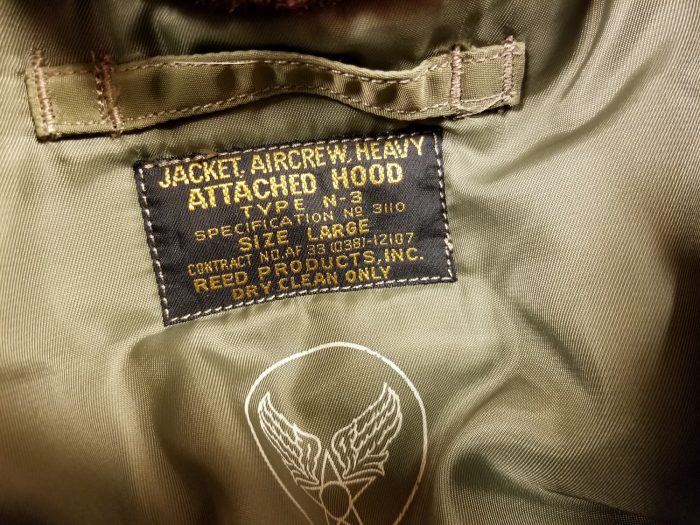 JACKET, AIRCREW, HEAVY
ATTACHED HOOD
TYPE N-3
SPECIFICATION Nº 3110
SIZE LARGE
CONTRACT NO. AF 33 (038)-12107
REED PRODUCTS, INC.
DRY CLEAN ONLY